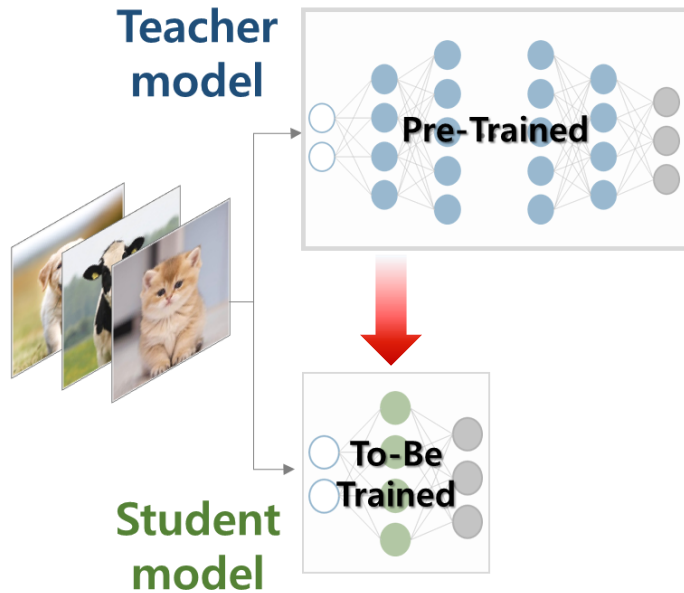 Teacher
model
Pre-Trained
To-Be
Trained
Student
model